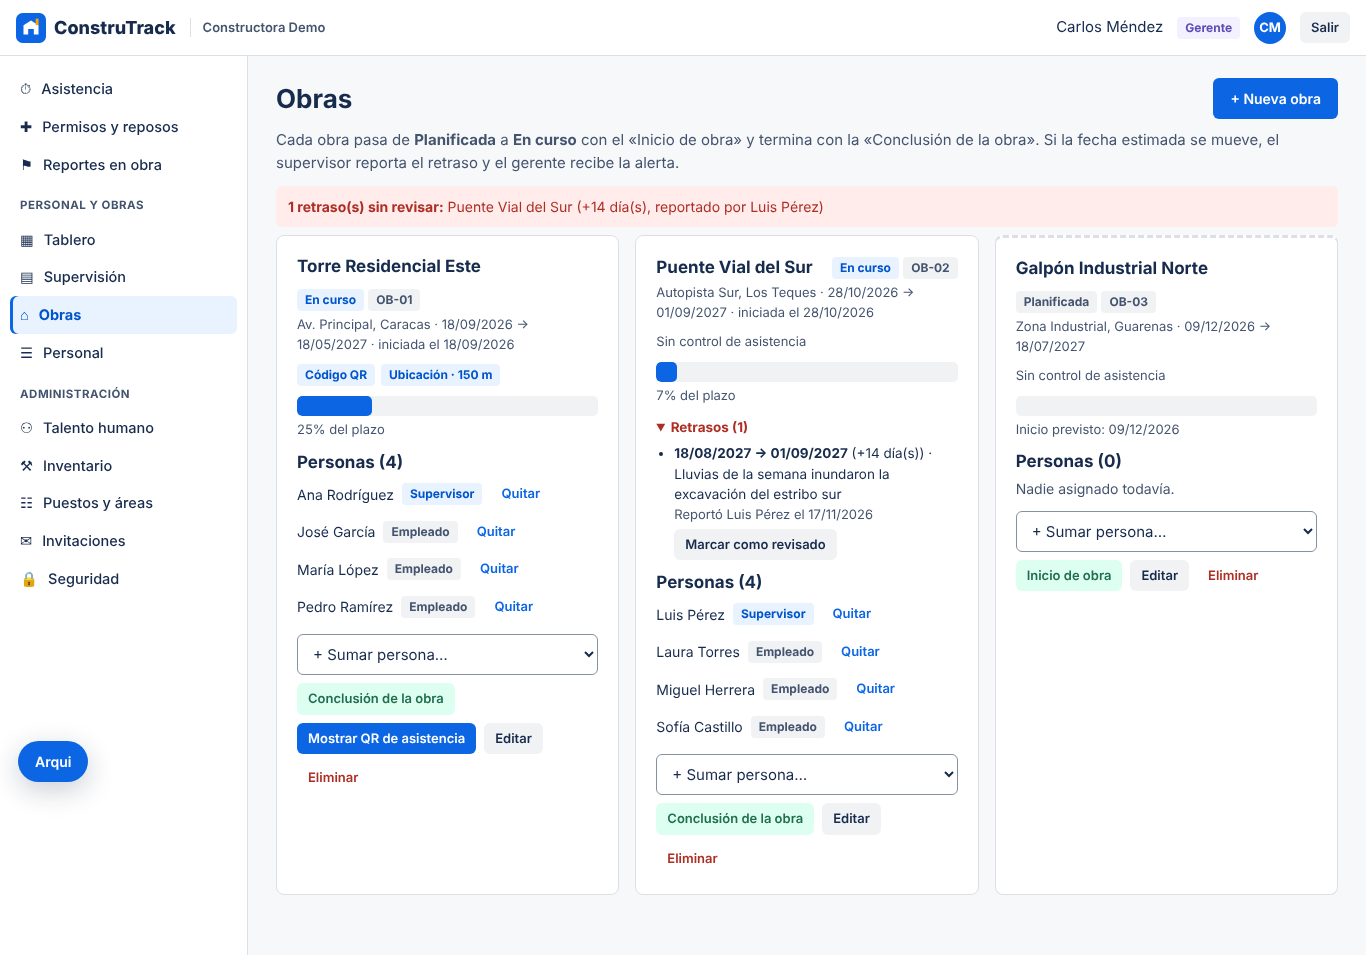 ConstruTrack
Constructora Demo
Carlos Méndez
Gerente
CM
Salir
Asistencia
Permisos y reposos
Reportes en obra
PERSONAL Y OBRAS
Tablero
Supervisión
Obras
Personal
ADMINISTRACIÓN
Talento humano
Inventario
Puestos y áreas
Invitaciones
Seguridad
Arqui
Obras
+ Nueva obra
Cada obra pasa de Planificada a En curso con el «Inicio de obra» y termina con la «Conclusión de la obra». Si la fecha estimada se mueve, el
supervisor reporta el retraso y el gerente recibe la alerta.
1 retraso(s) sin revisar: Puente Vial del Sur (+14 día(s), reportado por Luis Pérez)
Torre Residencial Este
En curso OB-01
Av. Principal, Caracas · 18/09/2026 →
18/05/2027 · iniciada el 18/09/2026
Código QR Ubicación · 150 m
25% del plazo
Personas (4)
Ana Rodríguez Supervisor Quitar
José García Empleado Quitar
María López Empleado Quitar
Pedro Ramírez Empleado Quitar
+ Sumar persona...
Conclusión de la obra
Mostrar QR de asistencia Editar
Eliminar
Puente Vial del Sur En curso OB-02
Autopista Sur, Los Teques · 28/10/2026 →
01/09/2027 · iniciada el 28/10/2026
Sin control de asistencia
7% del plazo
▼ Retrasos (1)
• 18/08/2027 → 01/09/2027 (+14 día(s)) ·
Lluvias de la semana inundaron la
excavación del estribo sur
Reportó Luis Pérez el 17/11/2026
Marcar como revisado
Personas (4)
Luis Pérez Supervisor Quitar
Laura Torres Empleado Quitar
Miguel Herrera Empleado Quitar
Sofía Castillo Empleado Quitar
+ Sumar persona...
Conclusión de la obra Editar
Eliminar
Galpón Industrial Norte
Planificada OB-03
Zona Industrial, Guarenas · 09/12/2026 →
18/07/2027
Sin control de asistencia
Inicio previsto: 09/12/2026
Personas (0)
Nadie asignado todavía.
+ Sumar persona...
Inicio de obra Editar Eliminar